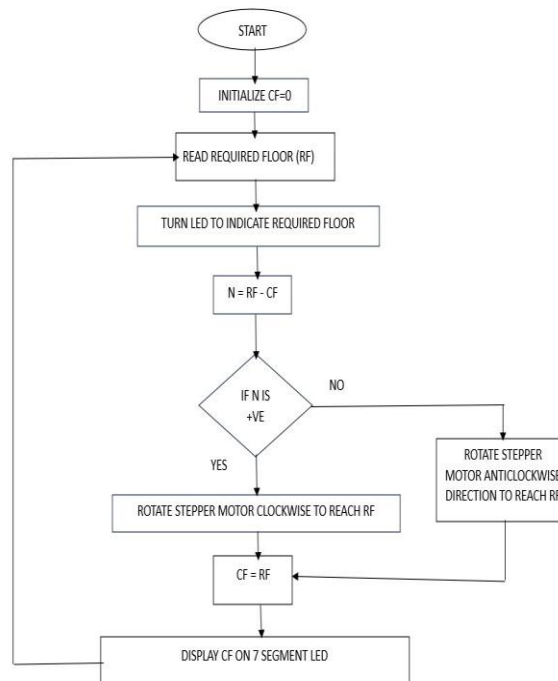 START
INITIALIZE CF=0
READ REQUIRED FLOOR (RF)
TURN LED TO INDICATE REQUIRED FLOOR
N = RF - CF
IF N IS
+VE
NO
YES
ROTATE STEPPER
MOTOR ANTICLOCKWISE
DIRECTION TO REACH RF
ROTATE STEPPER MOTOR CLOCKWISE TO REACH RF
CF = RF
DISPLAY CF ON 7 SEGMENT LED